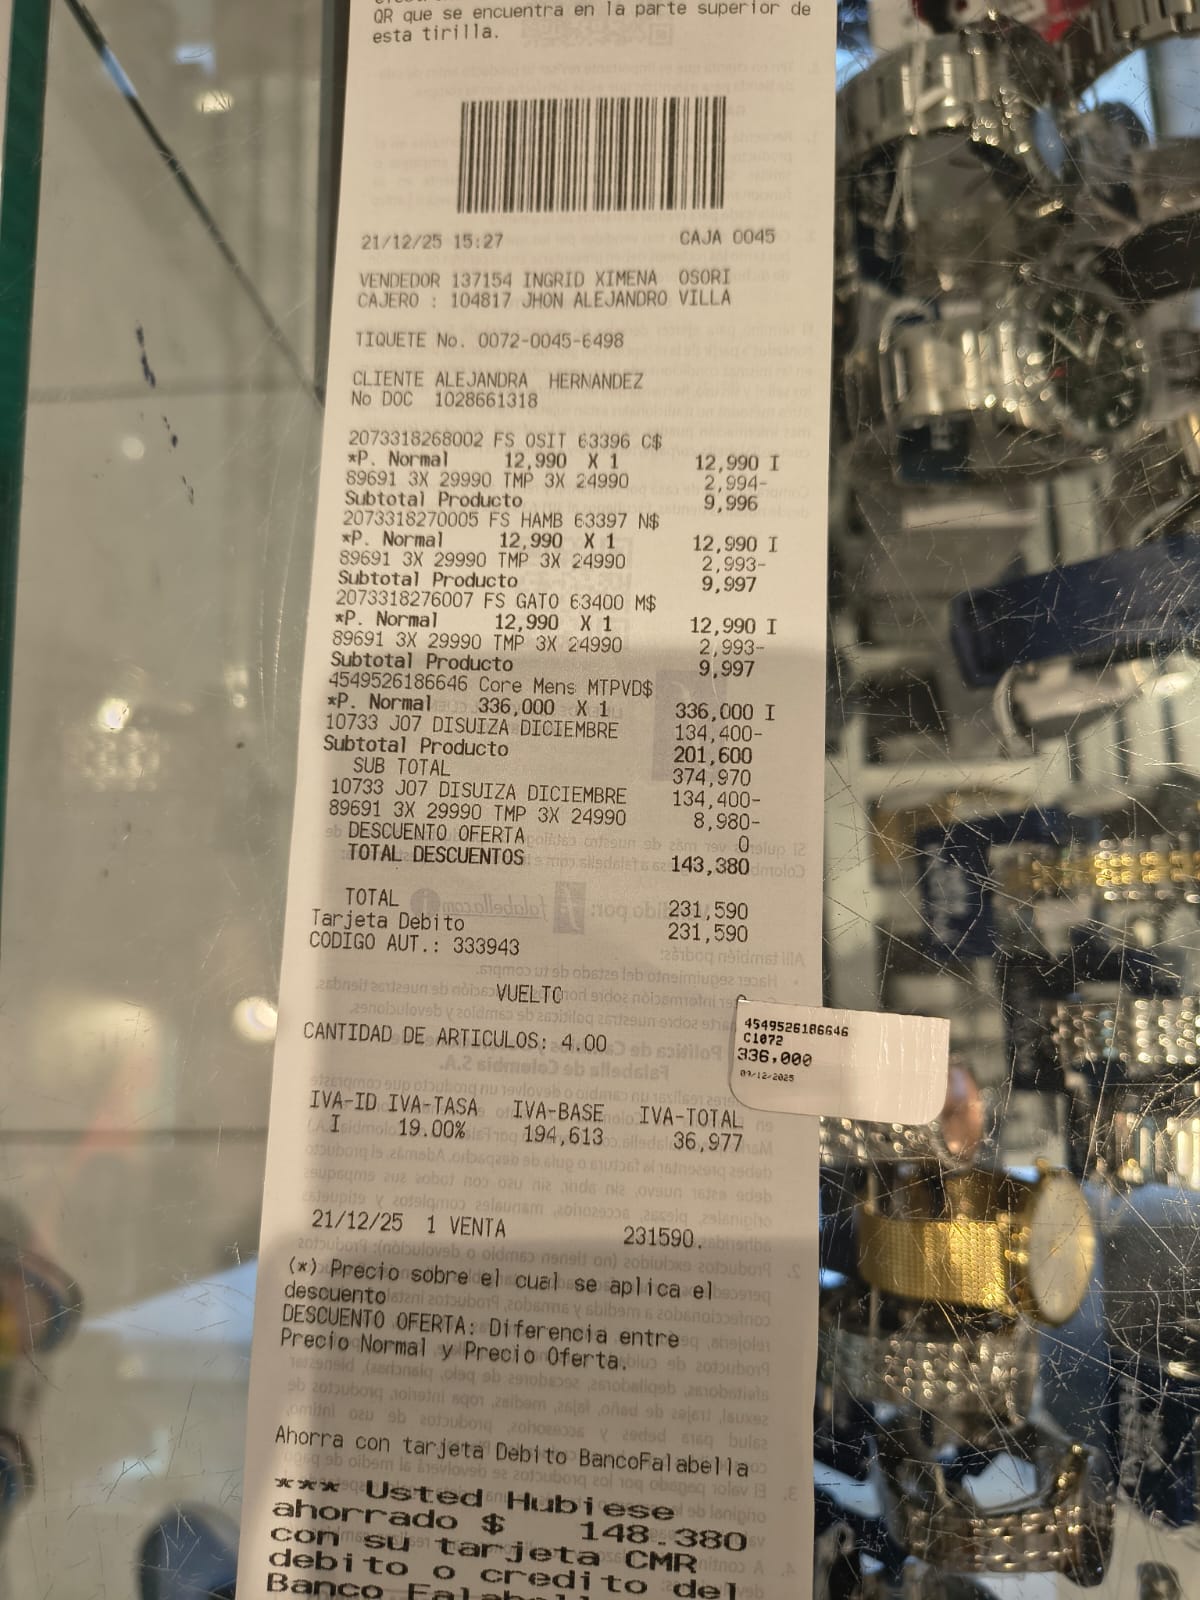 QR que se encuentra en la parte superior de
esta tirilla.
21/12/25 15:27 CAJA 0045
VENDEDOR 137154 INGRID XIMENA OSORI
CAJERO : 104817 JHON ALEJANDRO VILLA
TIQUETE No. 0072-0045-6498
CLIENTE ALEJANDRA HERNANDEZ
No DOC 1028661318
2073318268002 FS OSIT 63396 C$
*P. Normal 12,990 X 1 12,990 I
89691 3X 29990 TMP 3X 24990 2,994-
Subtotal Producto 9,996
2073318270005 FS HAMB 63397 N$
*P. Normal 12,990 X 1 12,990 I
89691 3X 29990 TMP 3X 24990 2,993-
Subtotal Producto 9,997
2073318276007 FS GATO 63400 M$
*P. Normal 12,990 X 1 12,990 I
89691 3X 29990 TMP 3X 24990 2,993-
Subtotal Producto 9,997
4549526186646 Core Mens MTPVD$
*P. Normal 336,000 X 1 336,000 I
10733 J07 DISUIZA DICIEMBRE 134,400-
Subtotal Producto 201,600
SUB TOTAL 374,970
10733 J07 DISUIZA DICIEMBRE 134,400-
89691 3X 29990 TMP 3X 24990 8,980-
DESCUENTO OFERTA 0
TOTAL DESCUENTOS 143,380
TOTAL 231,590
Tarjeta Debito 231,590
CODIGO AUT.: 333943
VUELTO
4549526186646
C1072
336,000
09/12/2025
CANTIDAD DE ARTICULOS: 4.00
IVA-ID IVA-TASA IVA-BASE IVA-TOTAL
I 19.00% 194,613 36,977
21/12/25 1 VENTA 231590.
(*) Precio sobre el cual se aplica el
descuento
DESCUENTO OFERTA: Diferencia entre
Precio Normal y Precio Oferta.
Ahorra con tarjeta Debito BancoFalabella
*** Usted Hubiese
ahorrado $ 148.380
con su tarjeta CMR
debito o credito del
Banco